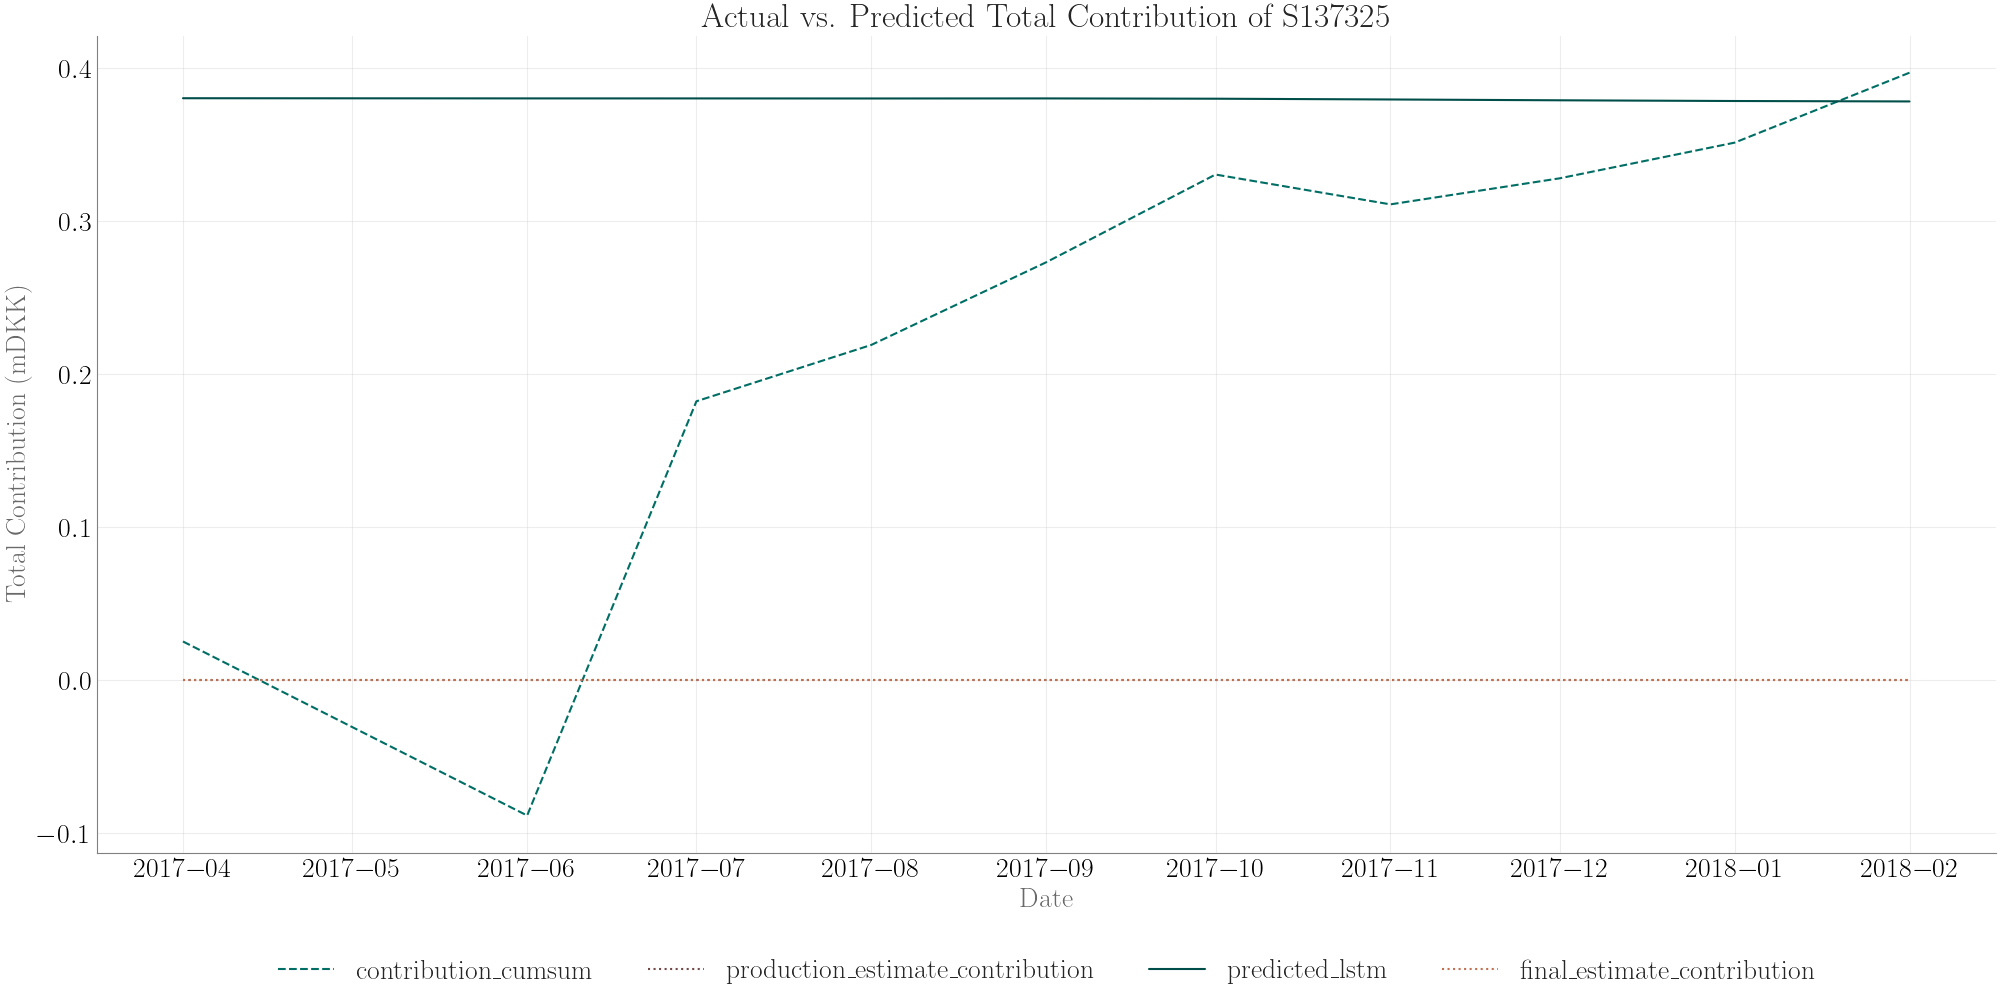 Actual vs. Predicted Total Contribution of S137325
Total Contribution (mDKK)
0.4
0.3
0.2
0.1
0.0
−0.1
2017−04 2017−05 2017−06 2017−07 2017−08 2017−09 2017−10 2017−11 2017−12 2018−01 2018−02
Date
contribution_cumsum production_estimate_contribution predicted_lstm final_estimate_contribution